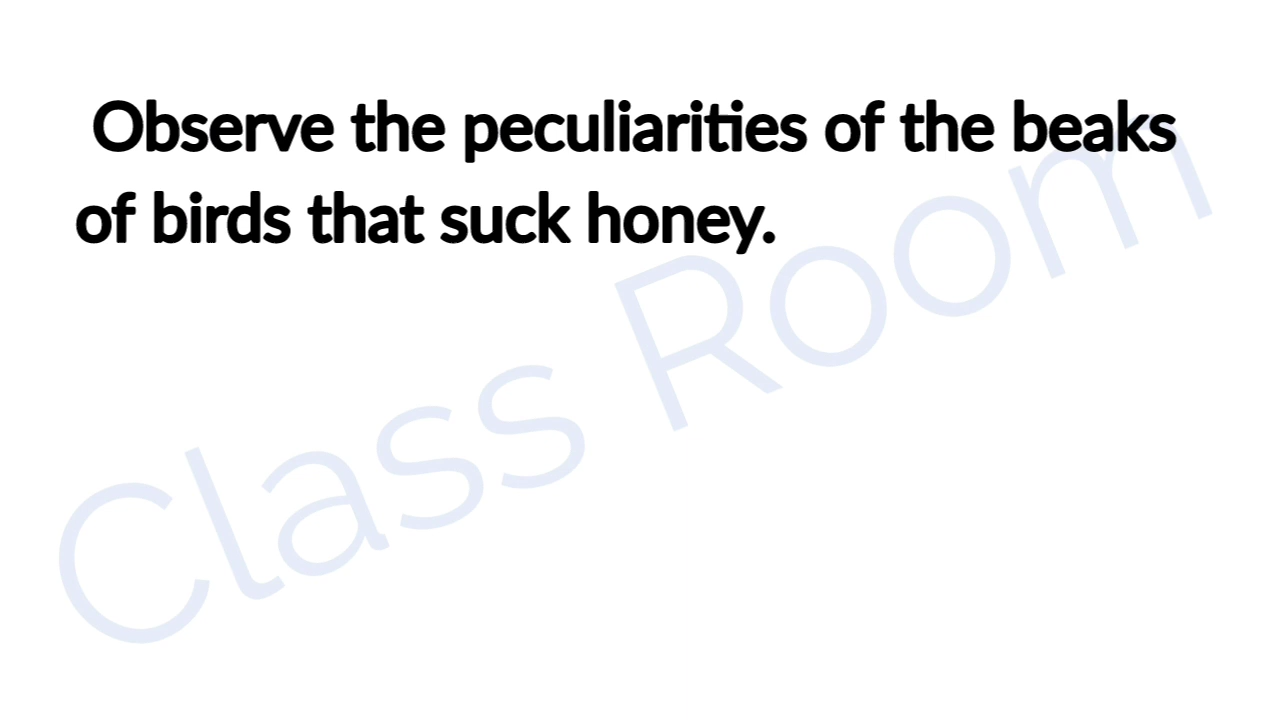 Observe the peculiarities of the beaks
of birds that suck honey.
Class Room